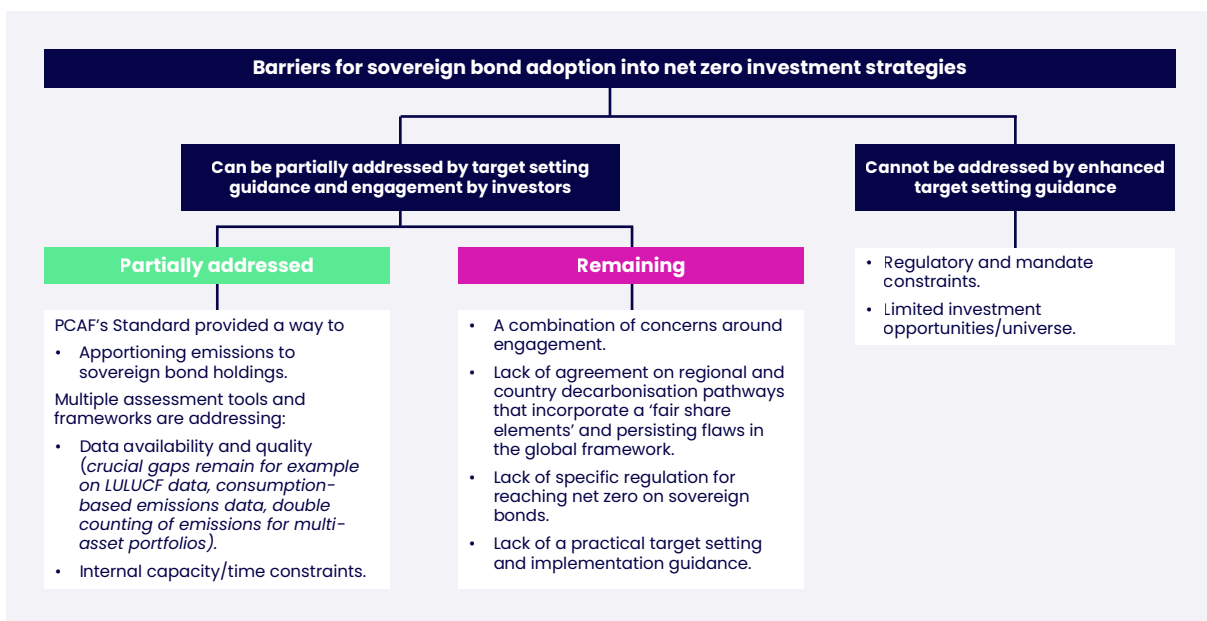 Barriers for sovereign bond adoption into net zero investment strategies
Can be partially addressed by target setting
guidance and engagement by investors
Cannot be addressed by enhanced
target setting guidance
Partially addressed
PCAF’s Standard provided a way to
• Apportioning emissions to
sovereign bond holdings.
Multiple assessment tools and
frameworks are addressing:
• Data availability and quality
(crucial gaps remain for example
on LULUCF data, consumption-
based emissions data, double
counting of emissions for multi-
asset portfolios).
• Internal capacity/time constraints.
Remaining
• A combination of concerns around
engagement.
• Lack of agreement on regional and
country decarbonisation pathways
that incorporate a ‘fair share
elements’ and persisting flaws in
the global framework.
• Lack of specific regulation for
reaching net zero on sovereign
bonds.
• Lack of a practical target setting
and implementation guidance.
• Regulatory and mandate
constraints.
• Limited investment
opportunities/universe.